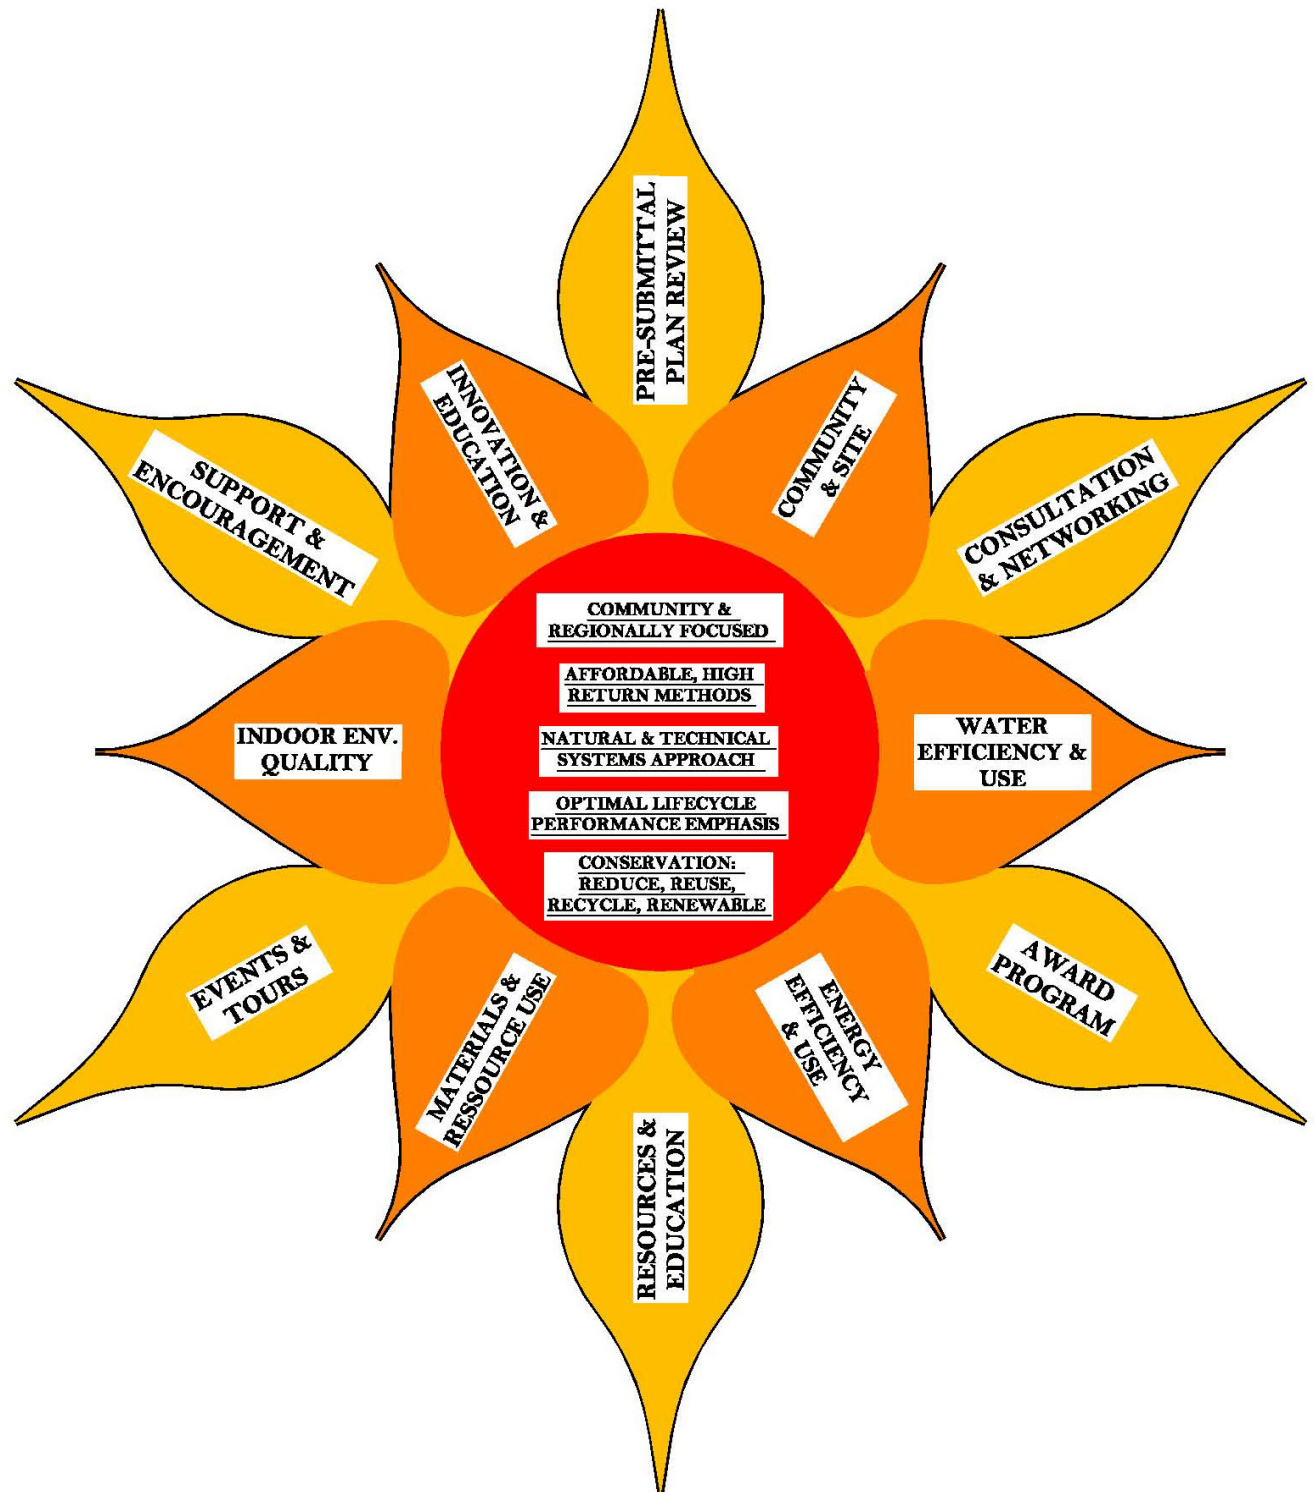 PRE-SUBMITTAL
PLAN REVIEW
INNOVATION &
EDUCATION
COMMUNITY
& SITE
SUPPORT &
ENCOURAGEMENT
CONSULTATION
& NETWORKING
COMMUNITY &
REGIONALLY FOCUSED
AFFORDABLE, HIGH
RETURN METHODS
NATURAL & TECHNICAL
SYSTEMS APPROACH
OPTIMAL LIFECYCLE
PERFORMANCE EMPHASIS
CONSERVATION:
REDUCE, REUSE,
RECYCLE, RENEWABLE
INDOOR ENV.
QUALITY
WATER
EFFICIENCY &
USE
EVENTS &
TOURS
MATERIALS &
RESSOURCE USE
ENERGY
EFFICIENCY
& USE
AWARD
PROGRAM
RESOURCES &
EDUCATION